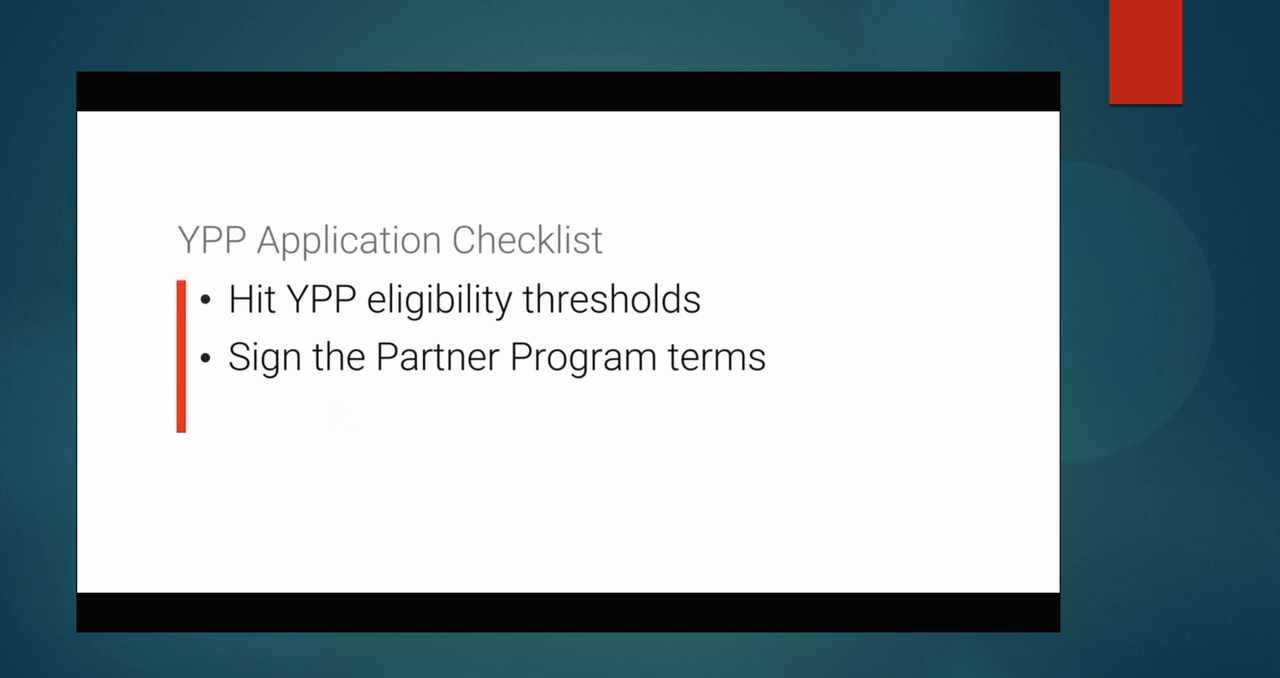 YPP Application Checklist
• Hit YPP eligibility thresholds
• Sign the Partner Program terms